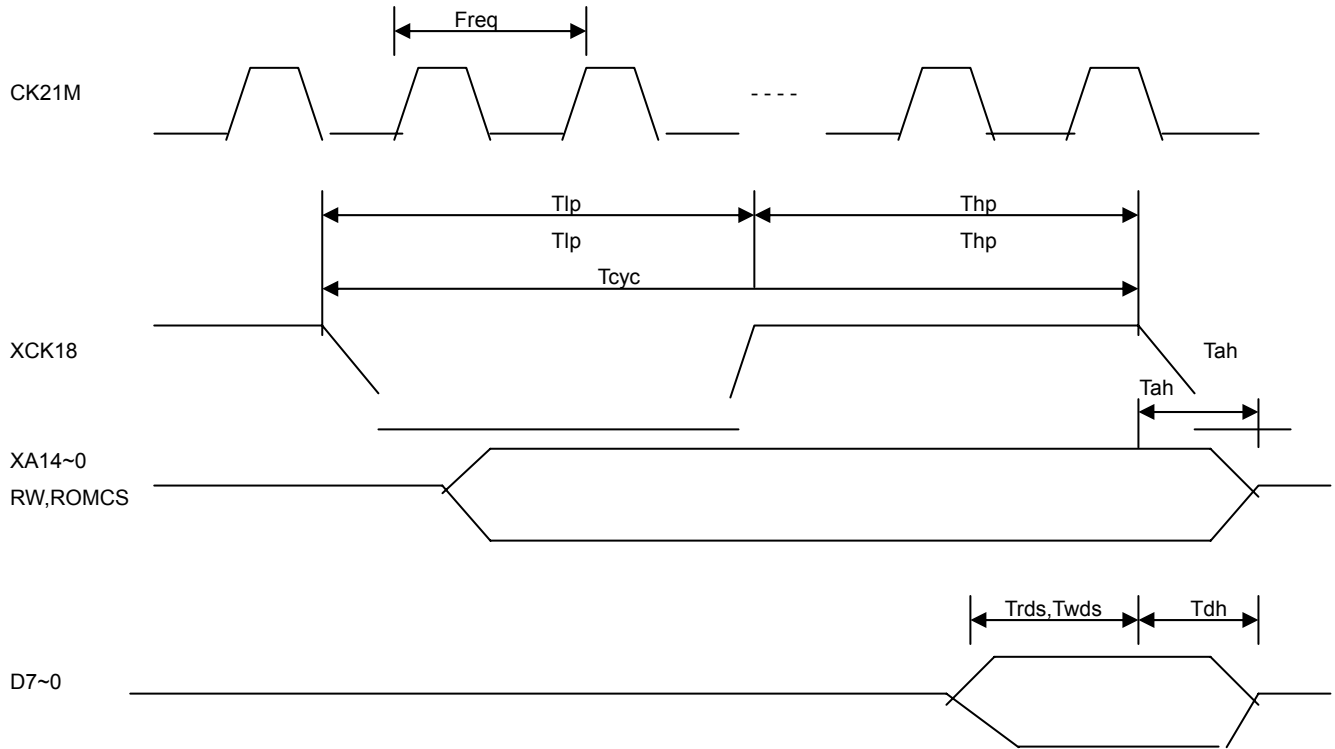 Freq
CK21M
- - - -
Tlp Thp
Tlp Thp
Tcyc
XCK18
Tah
Tah
XA14~0
RW,ROMCS
Trds,Twds Tdh
D7~0